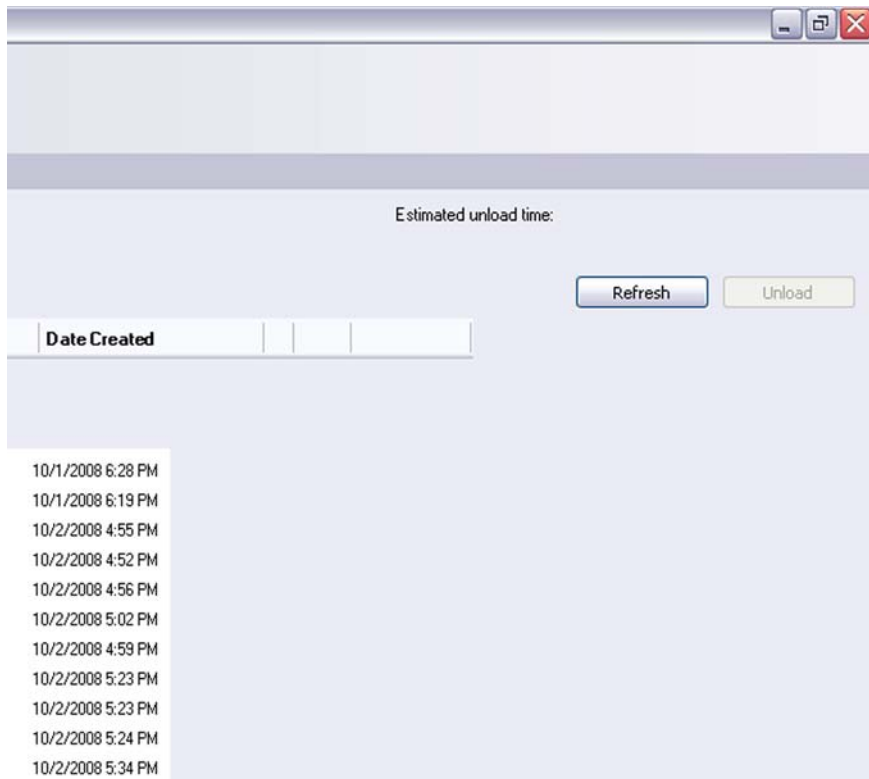 Estimated unload time:
Refresh
Unload
Date Created
10/1/2008 6:28 PM
10/1/2008 6:19 PM
10/2/2008 4:55 PM
10/2/2008 4:52 PM
10/2/2008 4:56 PM
10/2/2008 5:02 PM
10/2/2008 4:59 PM
10/2/2008 5:23 PM
10/2/2008 5:23 PM
10/2/2008 5:24 PM
10/2/2008 5:34 PM